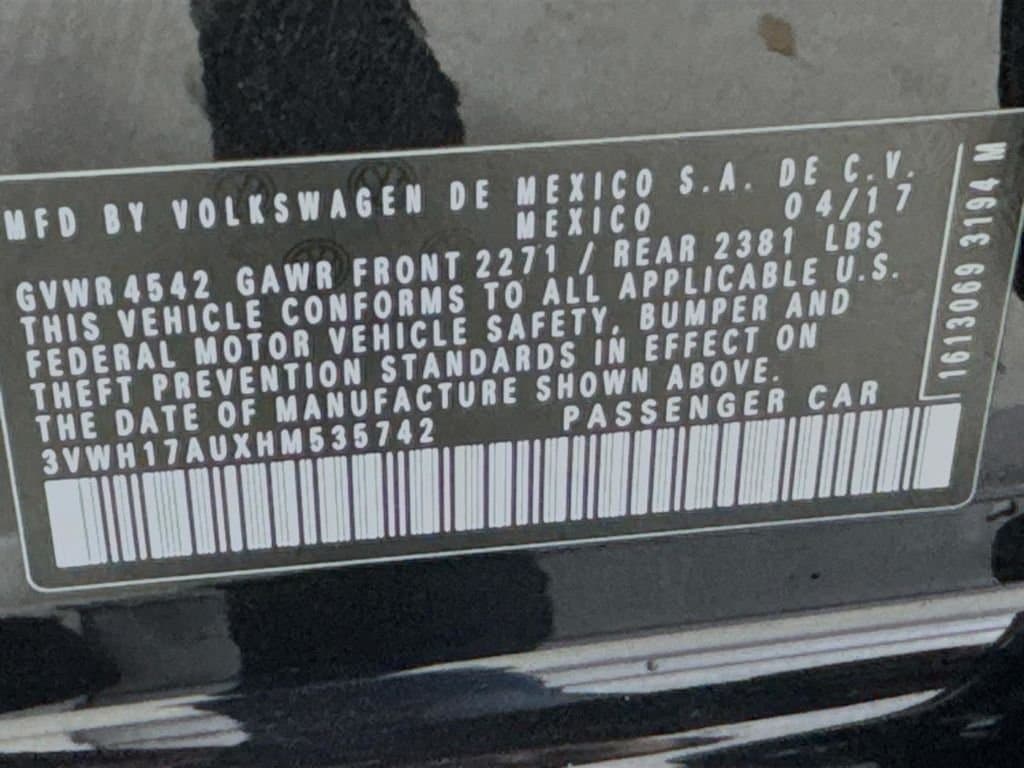 MFD BY VOLKSWAGEN DE MEXICO S.A. DE C.V.
MEXICO 04/17
GVWR 4542 GAWR FRONT 2271 / REAR 2381 LBS
THIS VEHICLE CONFORMS TO ALL APPLICABLE U.S.
FEDERAL MOTOR VEHICLE SAFETY, BUMPER AND
THEFT PREVENTION STANDARDS IN EFFECT ON
THE DATE OF MANUFACTURE SHOWN ABOVE.
3VWH17AUXHM535742 PASSENGER CAR
1613069 3194 M